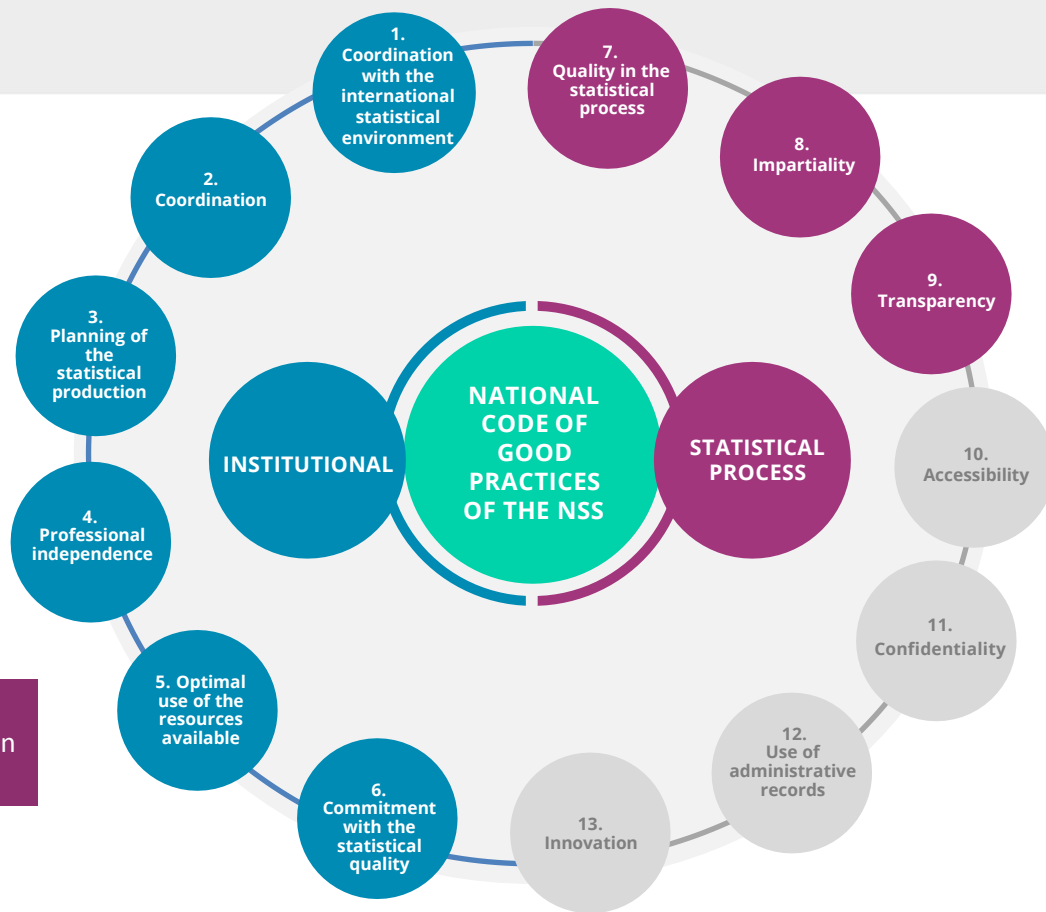 1.
Coordination
with the
international
statistical
environment
7.
Quality in the
statistical
process
8.
Impartiality
2.
Coordination
9.
Transparency
3.
Planning of
the
statistical
production
NATIONAL
CODE OF
GOOD
PRACTICES
OF THE NSS
INSTITUTIONAL
STATISTICAL
PROCESS
10.
Accessibility
4.
Professional
independence
11.
Confidentiality
5. Optimal
use of the
resources
available
n
12.
Use of
administrative
records
6.
Commitment
with the
statistical
quality
13.
Innovation